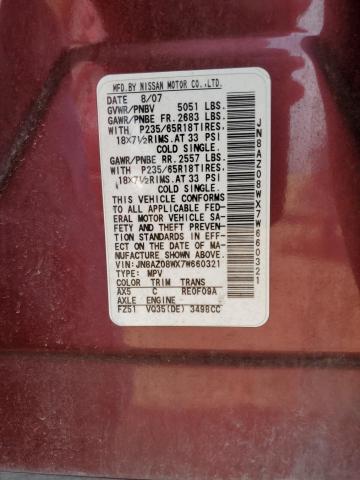 MFD.BY NISSAN MOTOR CO.,LTD.
DATE 8/07
GVWR/PNBV 5051 LBS.
GAWR/PNBE FR. 2683 LBS.
WITH P235/65R18TIRES,
18X7½RIMS.AT 33 PSI
COLD SINGLE.
GAWR/PNBE RR. 2557 LBS.
WITH P235/65R18TIRES,
18X7½RIMS.AT 33 PSI
COLD SINGLE.
THIS VEHICLE CONFORMS
TO ALL APPLICABLE FED-
ERAL MOTOR VEHICLE SA-
FETY AND THEFT PREVEN-
TION STANDARDS IN EFF-
ECT ON THE DATE OF MA-
NUFACTURE SHOWN ABOVE.
VIN:JN8AZ08WX7W660321
TYPE: MPV
COLOR TRIM TRANS
AX5 C RE0F09A
AXLE ENGINE
FZ51 VQ35(DE) 3498CC
JN8AZ08WX7W660321